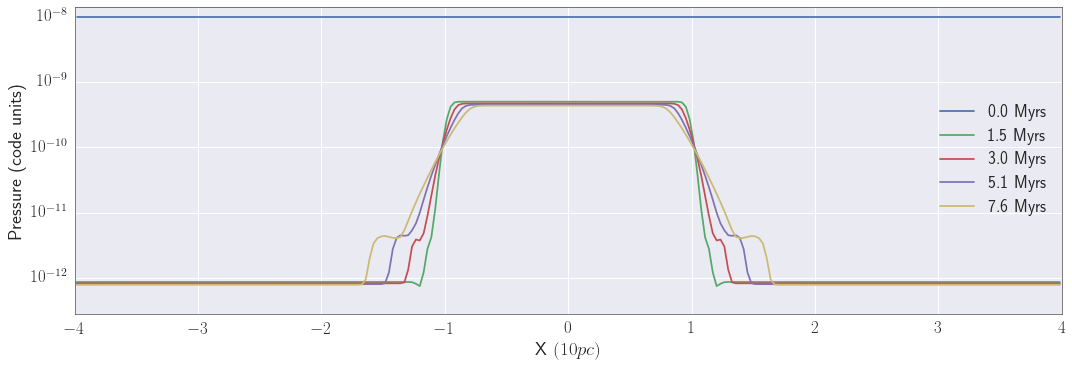 Pressure (code units)
10⁻⁸
10⁻⁹
10⁻¹⁰
10⁻¹¹
10⁻¹²
0.0 Myrs
1.5 Myrs
3.0 Myrs
5.1 Myrs
7.6 Myrs
−4 −3 −2 −1 0 1 2 3 4
X (10pc)